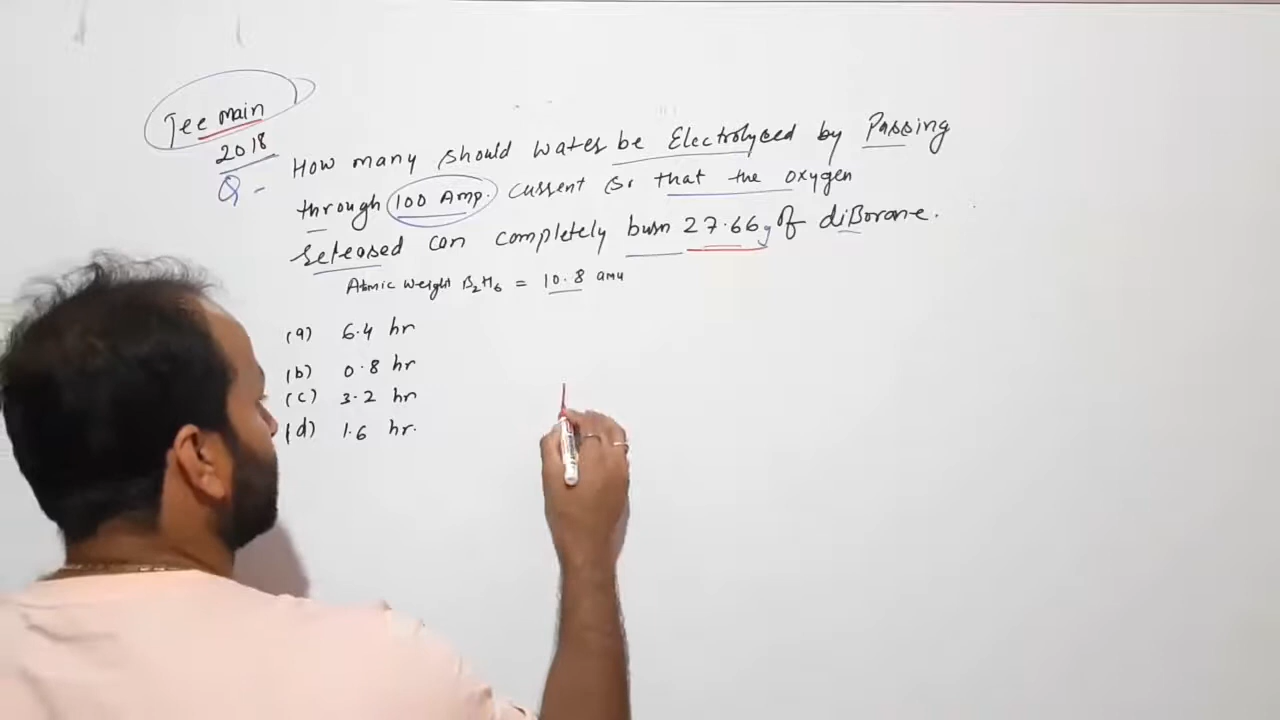 Jee main
2018
Q - How many should water be Electrolysed by Passing
through 100 Amp. current so that the oxygen
released can completely burn 27.66g of diBorane.
Atomic weight B2H6 = 10.8 amu
(a) 6.4 hr
(b) 0.8 hr
(c) 3.2 hr
(d) 1.6 hr.